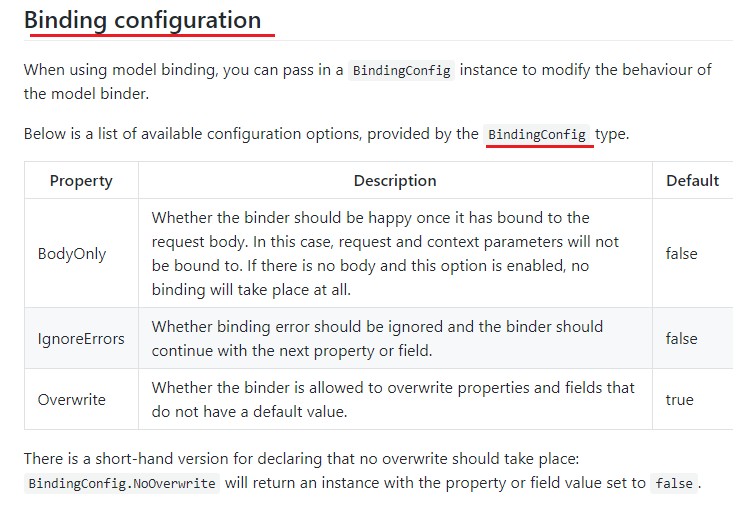 Binding configuration
When using model binding, you can pass in a BindingConfig instance to modify the behaviour of
the model binder.
Below is a list of available configuration options, provided by the BindingConfig type.
Property Description Default
BodyOnly Whether the binder should be happy once it has bound to the
request body. In this case, request and context parameters will not
be bound to. If there is no body and this option is enabled, no
binding will take place at all. false
IgnoreErrors Whether binding error should be ignored and the binder should
continue with the next property or field. false
Overwrite Whether the binder is allowed to overwrite properties and fields that
do not have a default value. true
There is a short-hand version for declaring that no overwrite should take place:
BindingConfig.NoOverwrite will return an instance with the property or field value set to false.